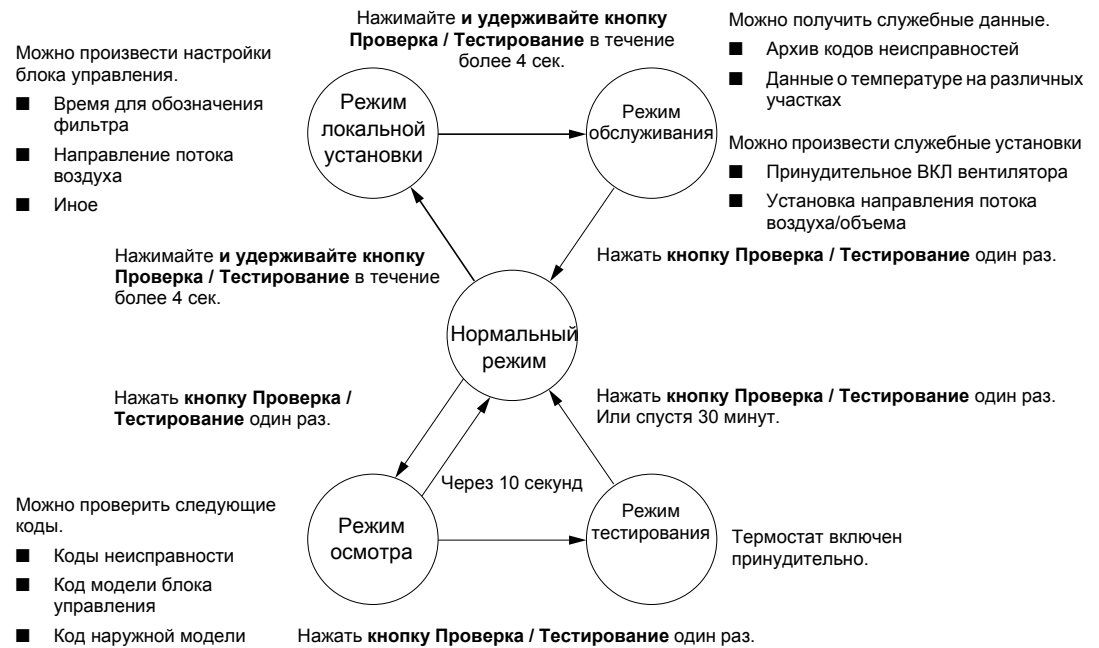 Нажимайте и удерживайте кнопку
Проверка / Тестирование в течение
более 4 сек.
Можно произвести настройки
блока управления.
■ Время для обозначения
фильтра
■ Направление потока
воздуха
■ Иное
Режим
локальной
установки
Режим
обслуживания
Можно получить служебные данные.
■ Архив кодов неисправностей
■ Данные о температуре на различных
участках
Можно произвести служебные установки
■ Принудительное ВКЛ вентилятора
■ Установка направления потока
воздуха/объема
Нажимайте и удерживайте кнопку
Проверка / Тестирование в течение
более 4 сек.
Нажать кнопку Проверка / Тестирование один раз.
Нормальный
режим
Нажать кнопку Проверка /
Тестирование один раз.
Нажать кнопку Проверка / Тестирование один раз.
Или спустя 30 минут.
Через 10 секунд
Можно проверить следующие
коды.
■ Коды неисправности
■ Код модели блока
управления
■ Код наружной модели
Режим
осмотра
Режим
тестирования
Термостат включен
принудительно.
Нажать кнопку Проверка / Тестирование один раз.